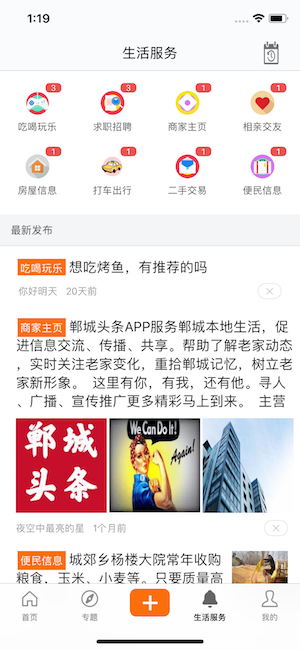 1:19
生活服务
3 3 1 1
吃喝玩乐 求职招聘 商家主页 相亲交友
1 1 1 1
房屋信息 打车出行 二手交易 便民信息
最新发布
吃喝玩乐 想吃烤鱼，有推荐的吗
你好明天 20天前
商家主页 郸城头条APP服务郸城本地生活，促
进信息交流、传播、共享。帮助了解老家动态
，实时关注老家变化，重拾郸城记忆，树立老
家新形象。 这里有你，有我，还有他。寻人
、广播、宣传推广更多精彩马上到来。 主营
郸城
头条
We Can Do It!
Again!
夜空中最亮的星 1个月前
便民信息 城郊乡杨楼大院常年收购
粮食，玉米、小麦等。只要质量高
首页 专题 生活服务 我的